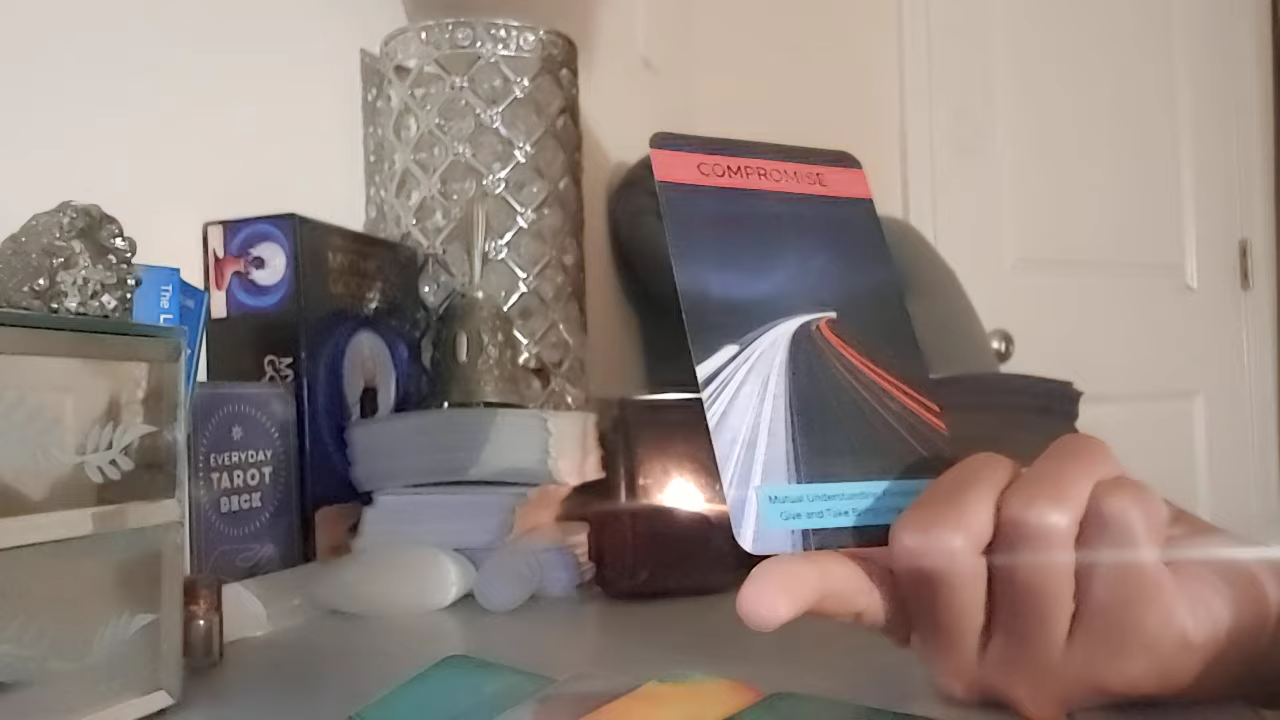 COMPROMISE
Mutual Understanding
Give and Take
The L
EVERYDAY
TAROT
DECK